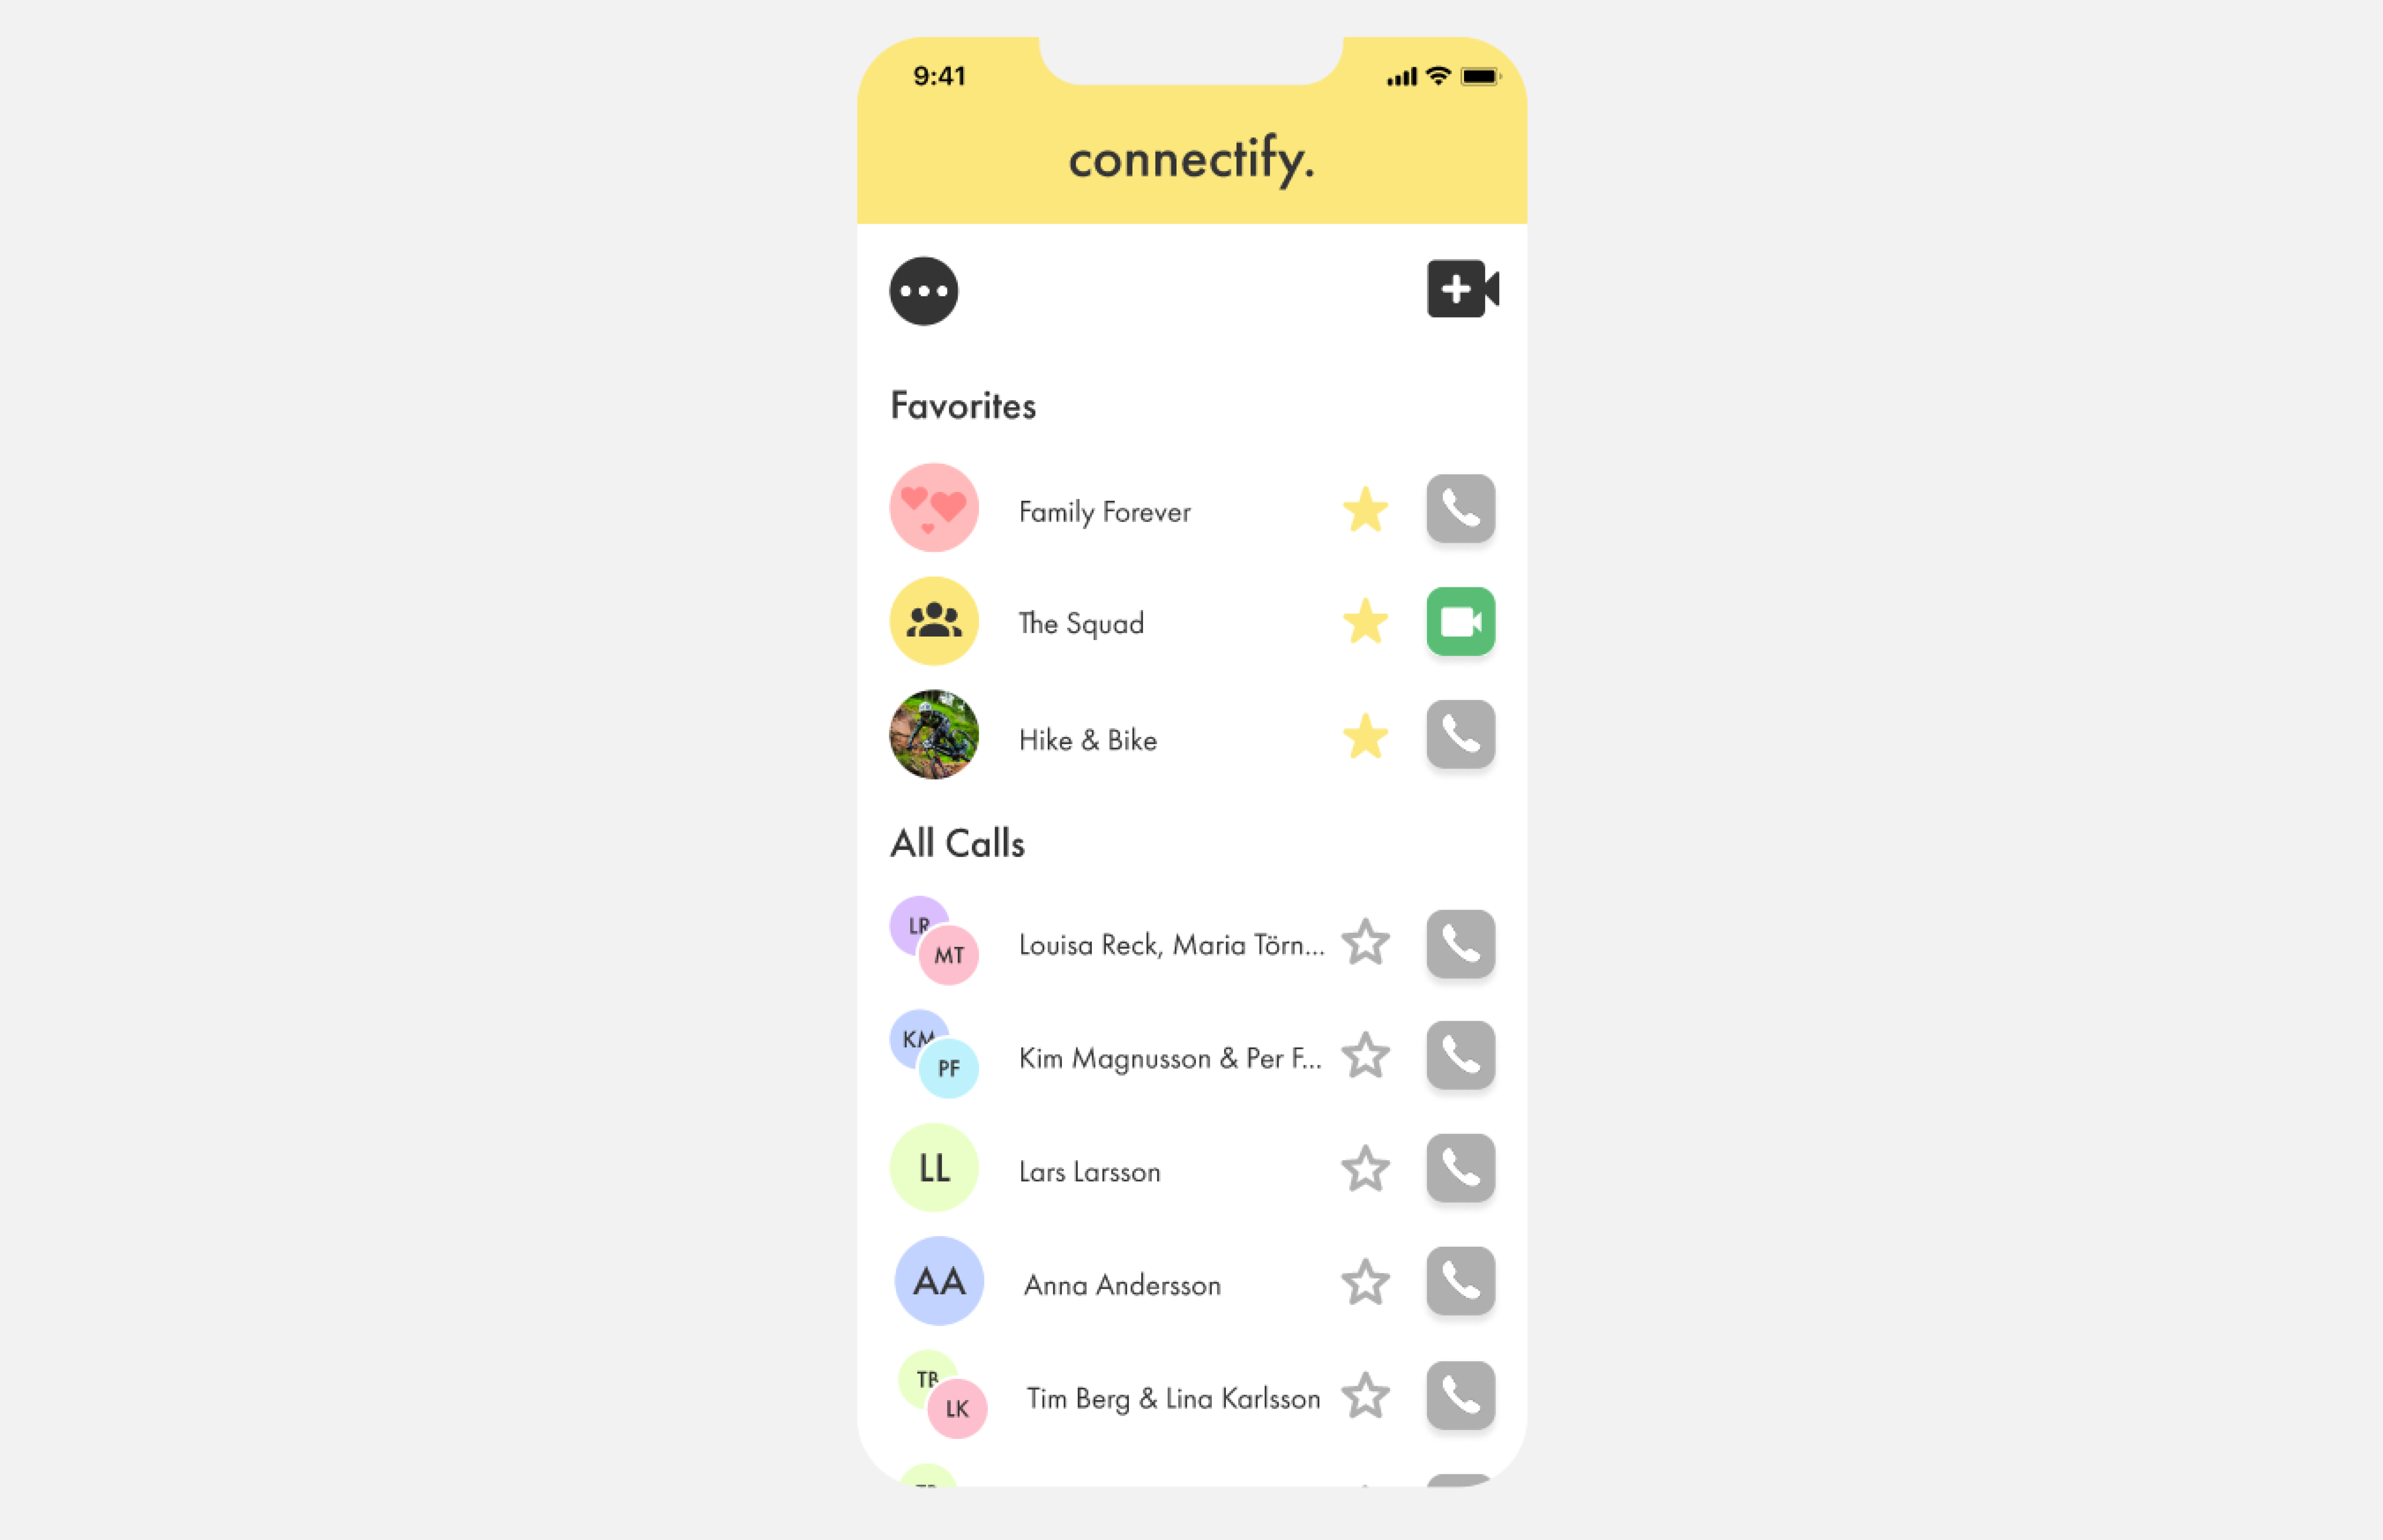 9:41
connectify.
Favorites
Family Forever
The Squad
Hike & Bike
All Calls
LR
MT
Louisa Reck, Maria Törn...
KM
PF
Kim Magnusson & Per F...
LL
Lars Larsson
AA
Anna Andersson
TB
LK
Tim Berg & Lina Karlsson